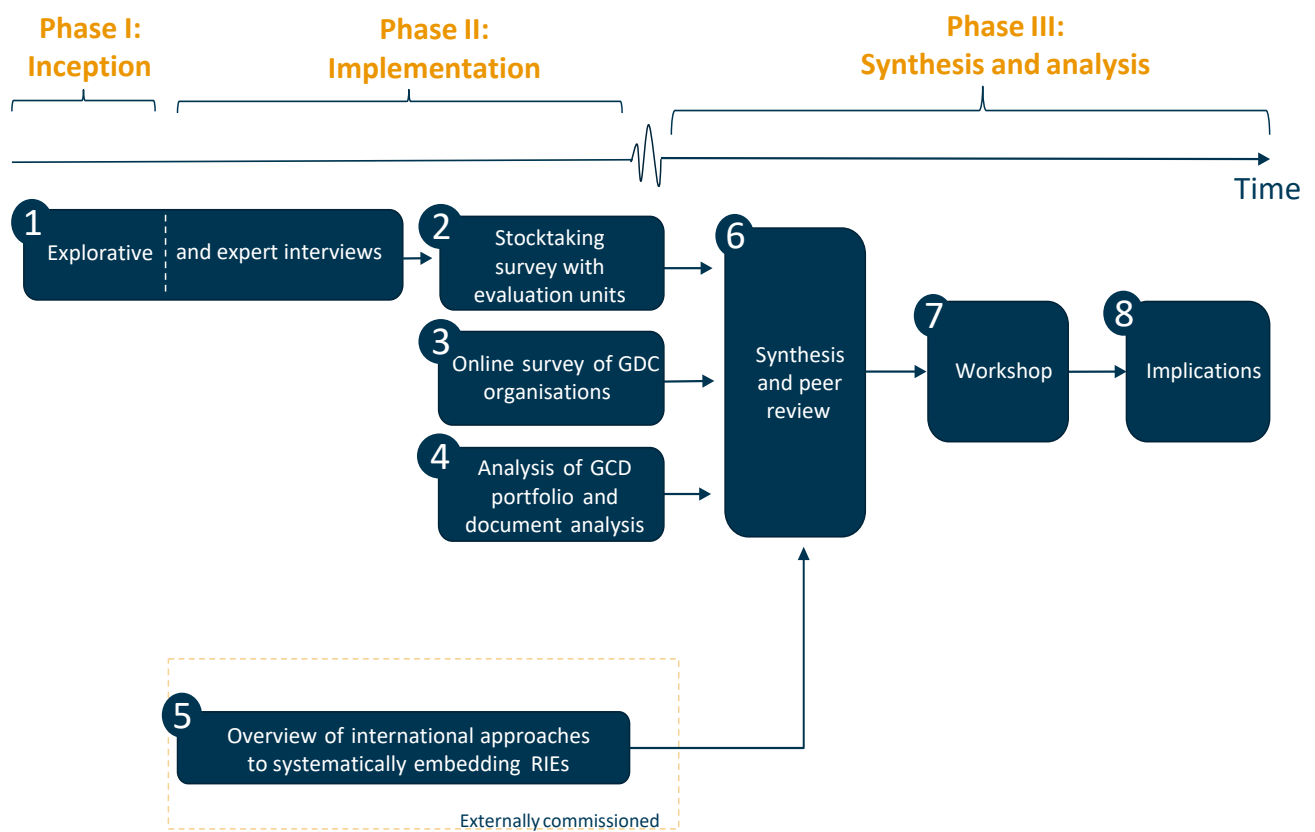 Phase I:
Inception
Phase II:
Implementation
Phase III:
Synthesis and analysis
Time
1
Explorative and expert interviews
2
Stocktaking
survey with
evaluation units
3
Online survey of GDC
organisations
4
Analysis of GCD
portfolio and
document analysis
6
Synthesis
and peer
review
7
Workshop
8
Implications
5
Overview of international approaches
to systematically embedding RIEs
Externally commissioned